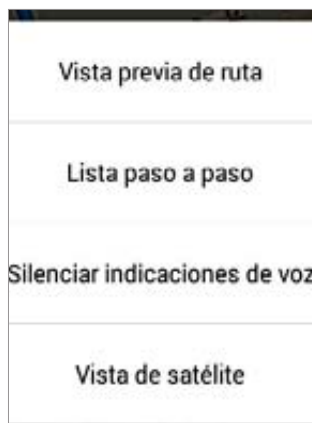 Vista previa de ruta
Lista paso a paso
Silenciar indicaciones de voz
Vista de satélite